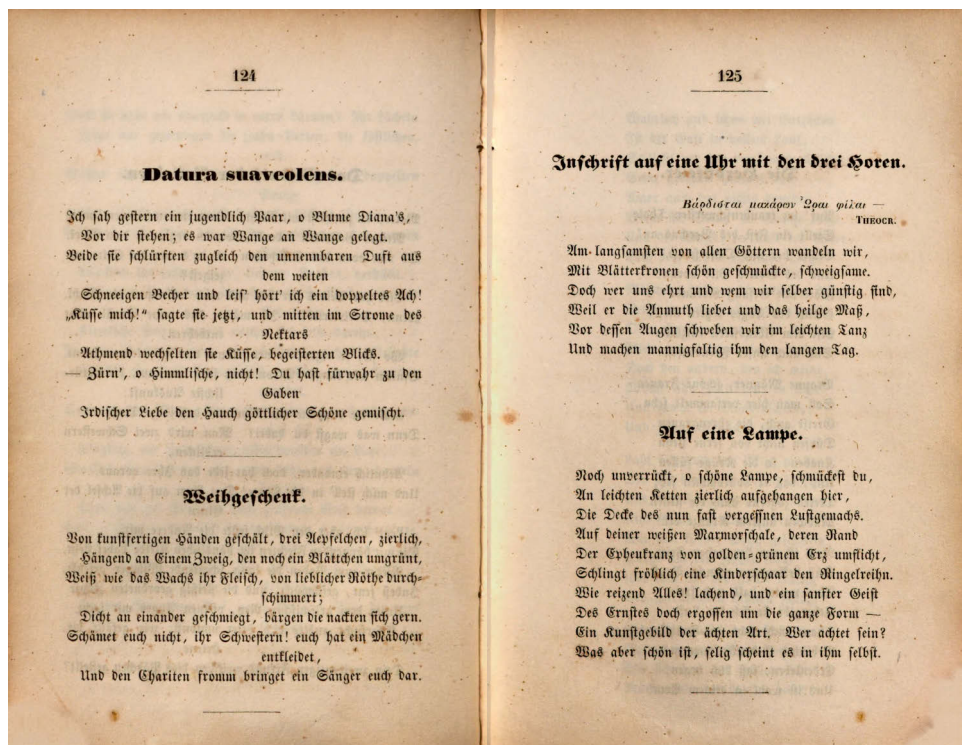 124
Datura suaveolens.
Ich sah gestern ein jugendlich Paar, o Blume Diana's,
Vor dir stehen; es war Wange an Wange gelegt.
Beide sie schlürften zugleich den unnennbaren Duft aus
dem weiten
Schneeigen Becher und leis' hört' ich ein doppeltes Ach!
„Küsse mich!“ sagte sie jetzt, und mitten im Strome des
Nektars
Athmend wechselten sie Küsse, begeisterten Blicks.
— Zürn', o Himmlische, nicht! Du hast fürwahr zu den
Gaben
Irdischer Liebe den Hauch göttlicher Schöne gemischt.
Weihgeschenk.
Von kunstfertigen Händen geschält, drei Aepfelchen, zierlich,
Hängend an Einem Zweig, den noch ein Blättchen umgrünt,
Weiß wie das Wachs ihr Fleisch, von lieblicher Röthe durch-
schimmert;
Dicht an einander geschmiegt, bärgen die nackten sich gern.
Schämet euch nicht, ihr Schwestern! euch hat ein Mädchen
entkleidet,
Und den Chariten fromm bringet ein Sänger euch dar.
125
Inschrift auf eine Uhr mit den drei Horen.
Βάρδισται μακάρων Ὧραι φίλαι —
THEOCR.
Am langsamsten von allen Göttern wandeln wir,
Mit Blätterkronen schön geschmückte, schweigsame.
Doch wer uns ehrt und wem wir selber günstig sind,
Weil er die Anmuth liebet und das heilge Maß,
Vor dessen Augen schweben wir im leichten Tanz
Und machen mannigfaltig ihm den langen Tag.
Auf eine Lampe.
Noch unverrückt, o schöne Lampe, schmückest du,
An leichten Ketten zierlich aufgehangen hier,
Die Decke des nun fast vergeßnen Lustgemachs.
Auf deiner weißen Marmorschale, deren Rand
Der Epheukranz von golden-grünem Erz umflicht,
Schlingt fröhlich eine Kinderschaar den Ringelreihn.
Wie reizend Alles! lachend, und ein sanfter Geist
Des Ernstes doch ergossen um die ganze Form —
Ein Kunstgebild der ächten Art. Wer achtet sein?
Was aber schön ist, selig scheint es in ihm selbst.